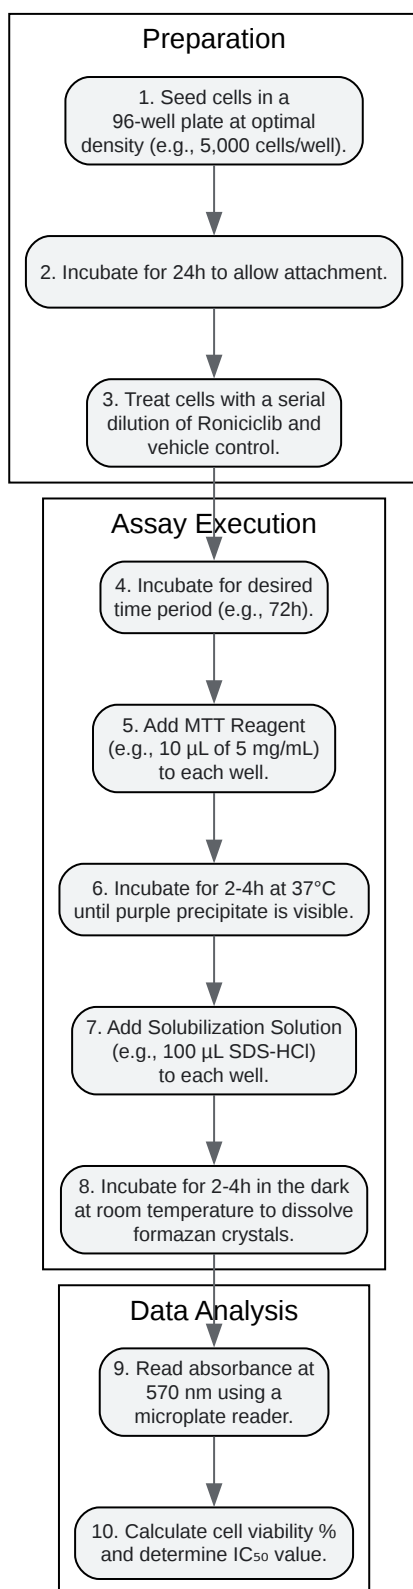 Preparation
1. Seed cells in a
96-well plate at optimal
density (e.g., 5,000 cells/well).
2. Incubate for 24h to allow attachment.
3. Treat cells with a serial
dilution of Roniciclib and
vehicle control.
Assay Execution
4. Incubate for desired
time period (e.g., 72h).
5. Add MTT Reagent
(e.g., 10 µL of 5 mg/mL)
to each well.
6. Incubate for 2-4h at 37°C
until purple precipitate is visible.
7. Add Solubilization Solution
(e.g., 100 µL SDS-HCl)
to each well.
8. Incubate for 2-4h in the dark
at room temperature to dissolve
formazan crystals.
Data Analysis
9. Read absorbance at
570 nm using a
microplate reader.
10. Calculate cell viability %
and determine IC₅₀ value.